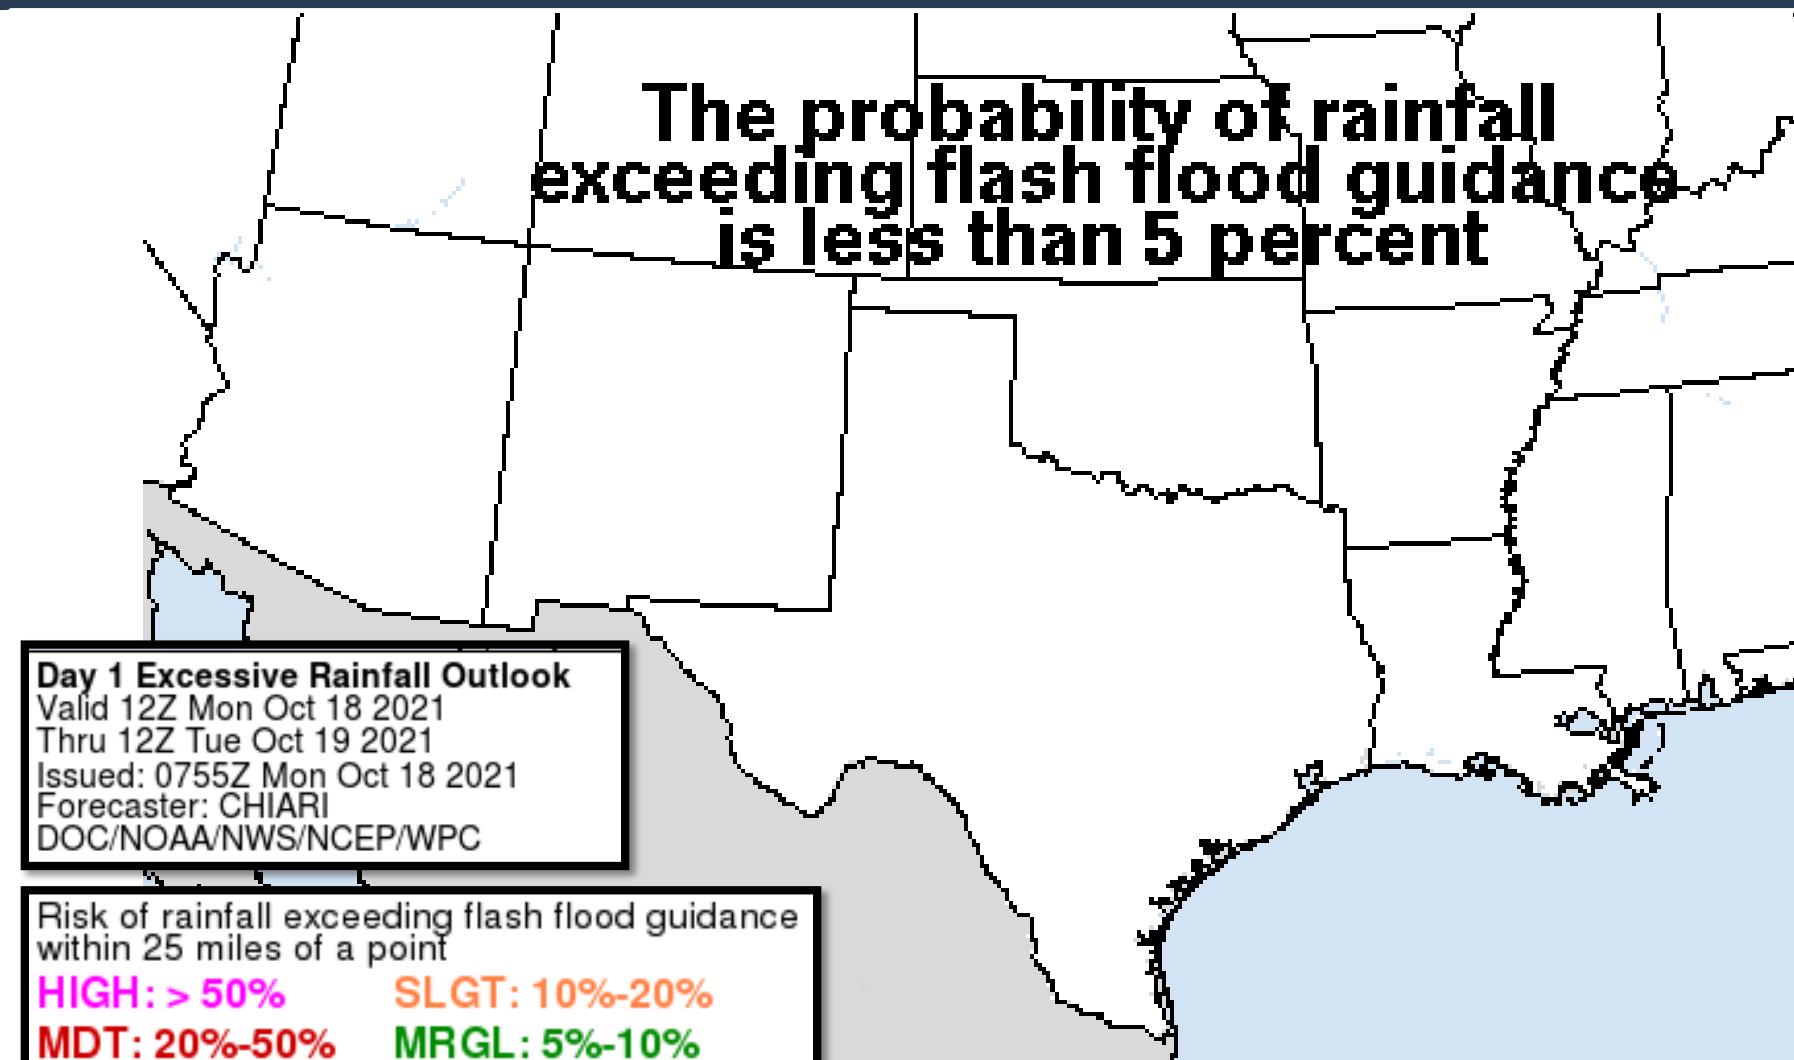 The probability of rainfall
exceeding flash flood guidance
is less than 5 percent
Day 1 Excessive Rainfall Outlook
Valid 12Z Mon Oct 18 2021
Thru 12Z Tue Oct 19 2021
Issued: 0755Z Mon Oct 18 2021
Forecaster: CHIARI
DOC/NOAA/NWS/NCEP/WPC
Risk of rainfall exceeding flash flood guidance
within 25 miles of a point
HIGH: > 50% SLGT: 10%-20%
MDT: 20%-50% MRGL: 5%-10%